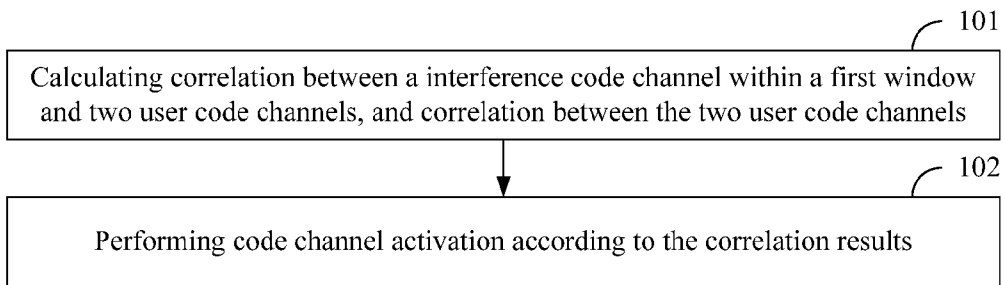 101
Calculating correlation between a interference code channel within a first window
and two user code channels, and correlation between the two user code channels
102
Performing code channel activation according to the correlation results